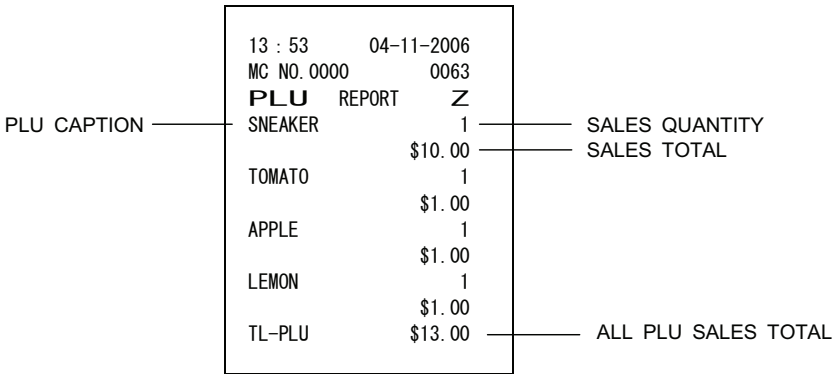 13 : 53 04-11-2006
MC NO. 0000 0063
PLU REPORT Z
PLU CAPTION SNEAKER 1 SALES QUANTITY
$10.00 SALES TOTAL
TOMATO 1
$1.00
APPLE 1
$1.00
LEMON 1
$1.00
TL-PLU $13.00 ALL PLU SALES TOTAL